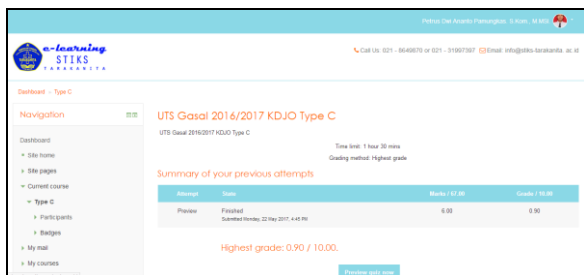 Petrus Dwi Ananto Pamungkas, S.Kom., M.MSI
e-learning
STIKS
TARAKANITA
Call Us: 021 - 8649870 or 021 - 31997397 Email: info@stiks-tarakanita.ac.id
Dashboard Type C
Navigation
Dashboard
Site home
Site pages
Current course
Type C
Participants
Badges
My mail
My courses
UTS Gasal 2016/2017 KDJO Type C
UTS Gasal 2016/2017 KDJO Type C
Time limit: 1 hour 30 mins
Grading method: Highest grade
Summary of your previous attempts
Attempt State Marks / 67.00 Grade / 10.00
Preview Finished 6.00 0.90
Submitted Monday, 22 May 2017, 4:45 PM
Highest grade: 0.90 / 10.00.
Preview quiz now